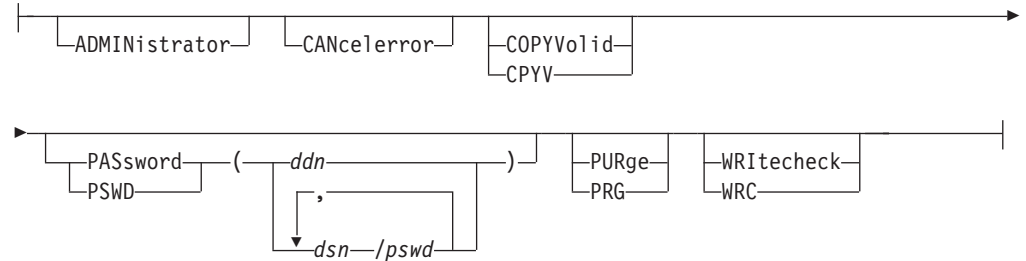 ADMINistrator CANcelerror COPYVolid
CPYV
PASsword ( ddn ) PURge WRItecheck
PSWD , PRG WRC
dsn /pswd